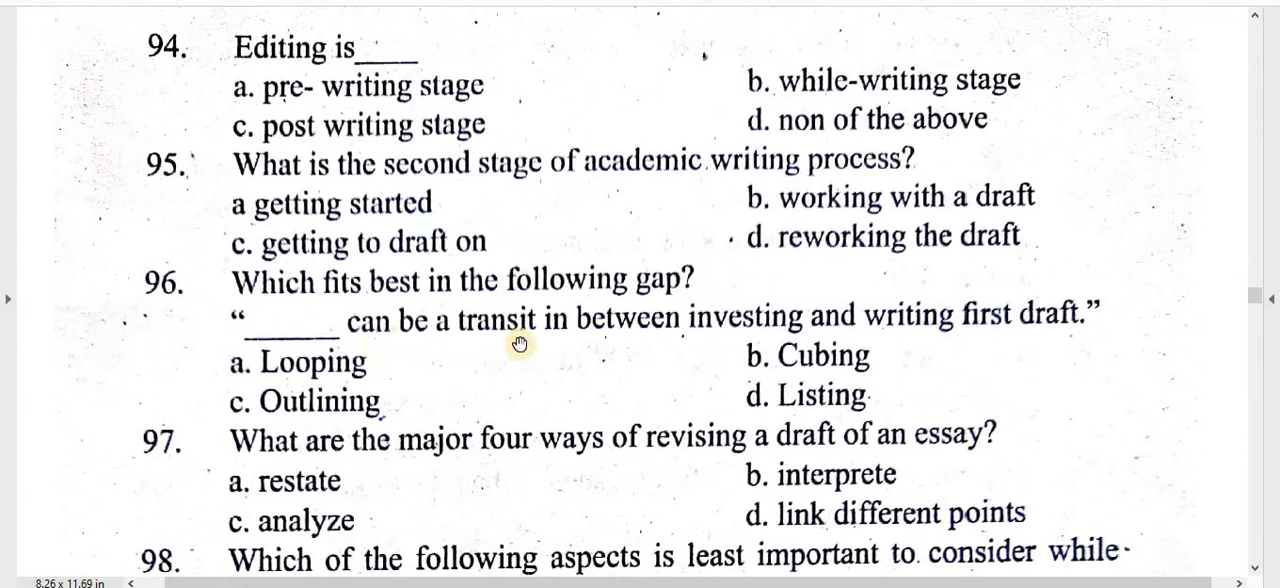 94. Editing is____
a. pre- writing stage b. while-writing stage
c. post writing stage d. non of the above
95. What is the second stage of academic writing process?
a getting started b. working with a draft
c. getting to draft on d. reworking the draft
96. Which fits best in the following gap?
“_______ can be a transit in between investing and writing first draft.”
a. Looping b. Cubing
c. Outlining d. Listing
97. What are the major four ways of revising a draft of an essay?
a. restate b. interprete
c. analyze d. link different points
98. Which of the following aspects is least important to consider while
8.26 x 11.69 in